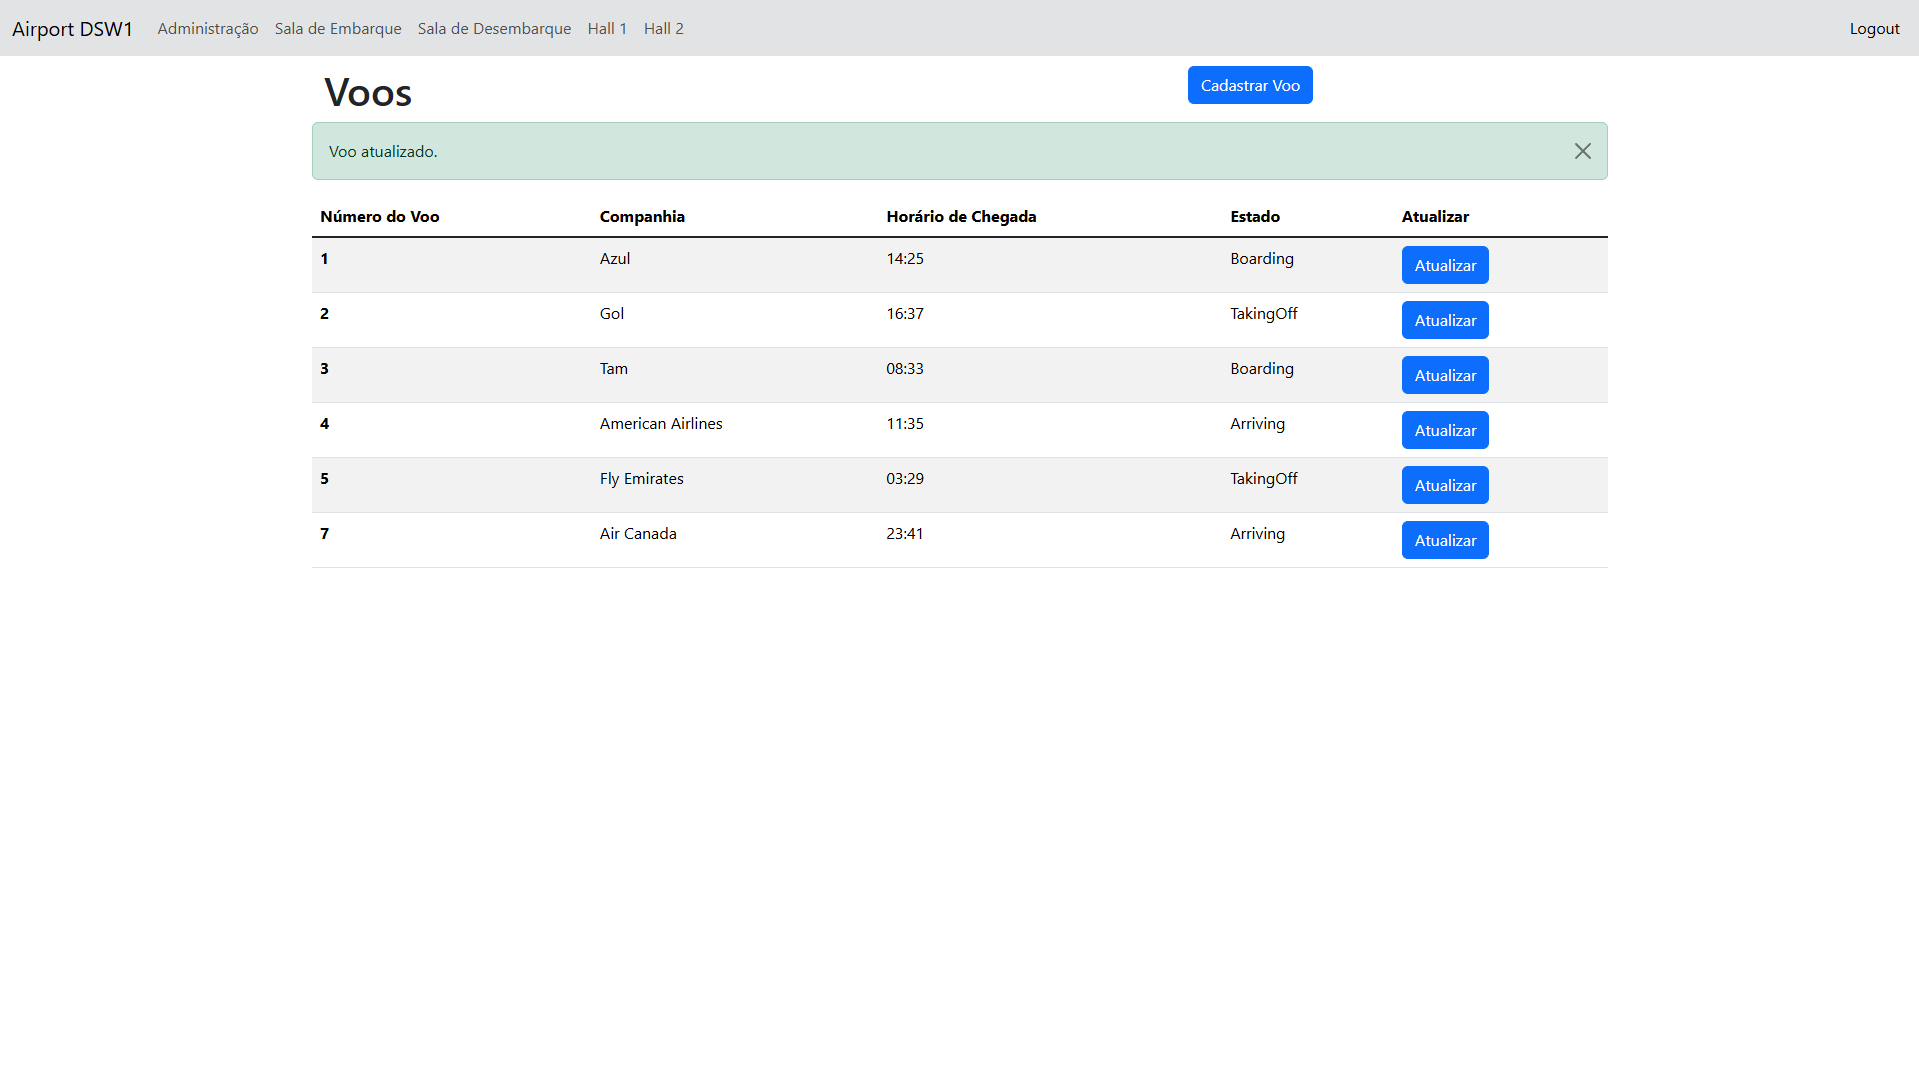 Airport DSW1 Administração Sala de Embarque Sala de Desembarque Hall 1 Hall 2 Logout
Voos Cadastrar Voo
Voo atualizado.
Número do Voo Companhia Horário de Chegada Estado Atualizar
1 Azul 14:25 Boarding Atualizar
2 Gol 16:37 TakingOff Atualizar
3 Tam 08:33 Boarding Atualizar
4 American Airlines 11:35 Arriving Atualizar
5 Fly Emirates 03:29 TakingOff Atualizar
7 Air Canada 23:41 Arriving Atualizar